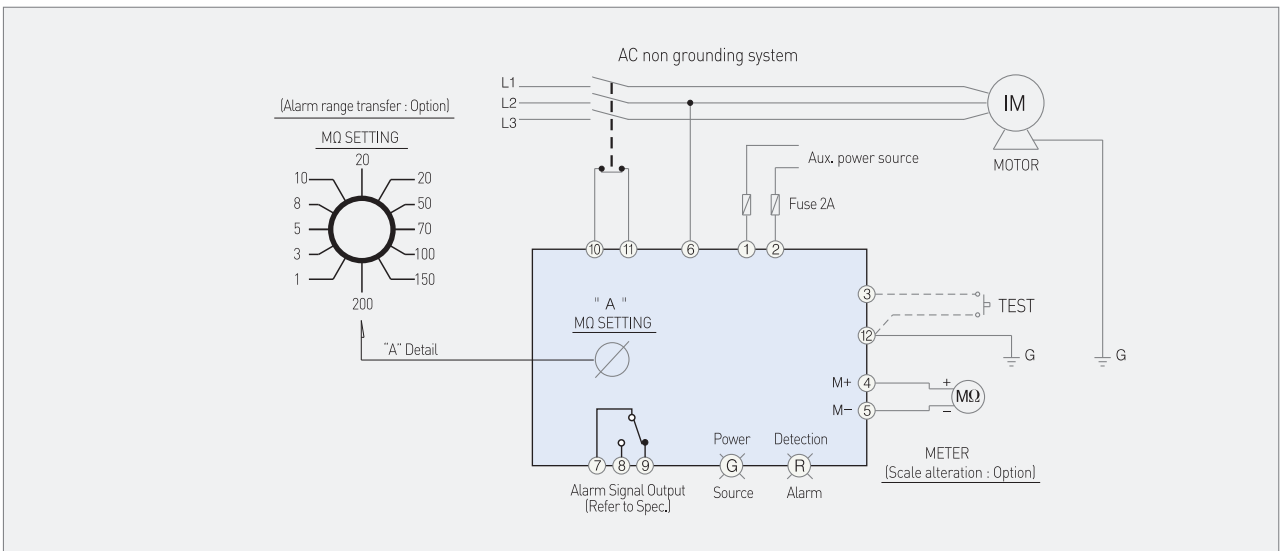 AC non grounding system
L1
L2
L3
IM
MOTOR
(Alarm range transfer : Option)
MΩ SETTING
20
10
20
8
50
5
70
3
100
1
150
200
"A" Detail
Aux. power source
Fuse 2A
10
11
6
1
2
" A "
MΩ SETTING
3
TEST
12
G
G
M+
4
+
MΩ
M−
5
−
METER
(Scale alteration : Option)
7
8
9
Alarm Signal Output
(Refer to Spec.)
Power
G
Source
Detection
R
Alarm